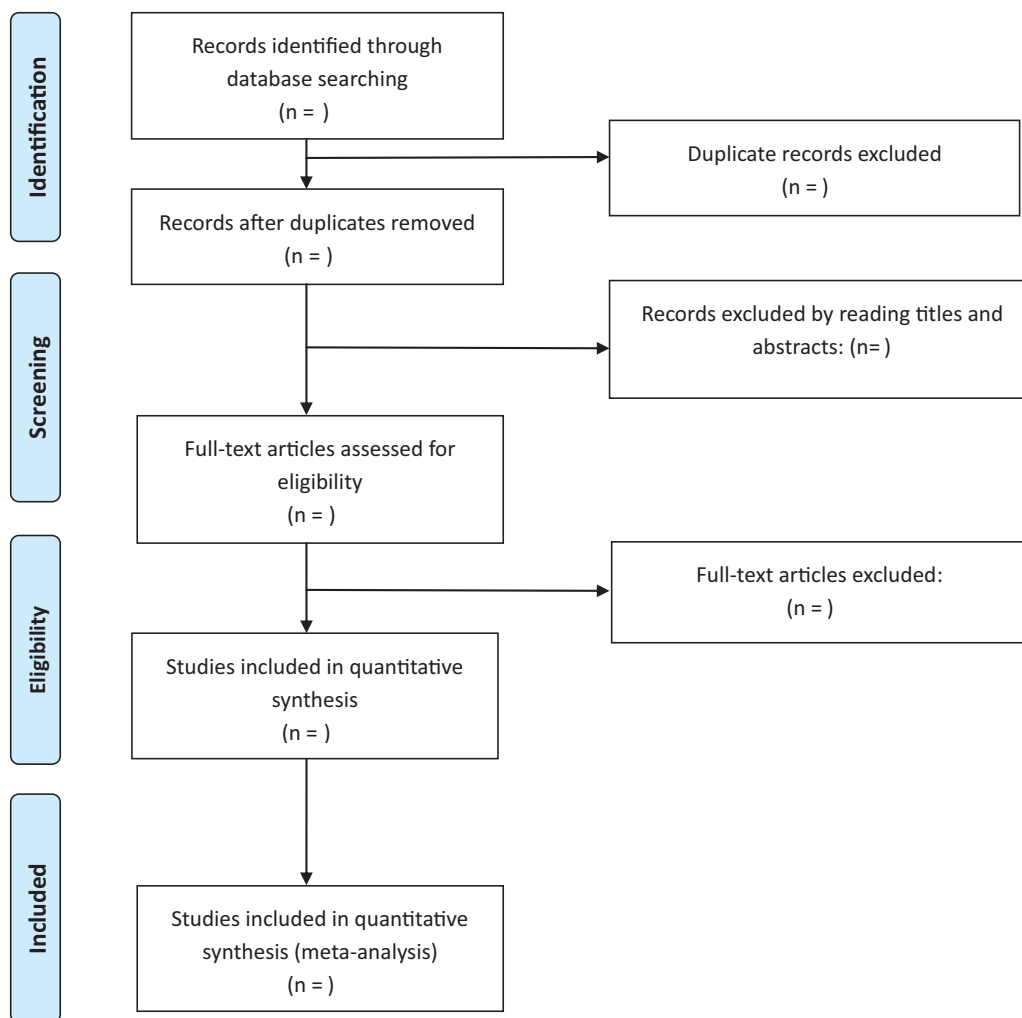 Identification
Records identified through
database searching
(n = )
Duplicate records excluded
(n = )
Records after duplicates removed
(n = )
Screening
Records excluded by reading titles and
abstracts: (n= )
Full-text articles assessed for
eligibility
(n = )
Eligibility
Full-text articles excluded:
(n = )
Studies included in quantitative
synthesis
(n = )
Included
Studies included in quantitative
synthesis (meta-analysis)
(n = )